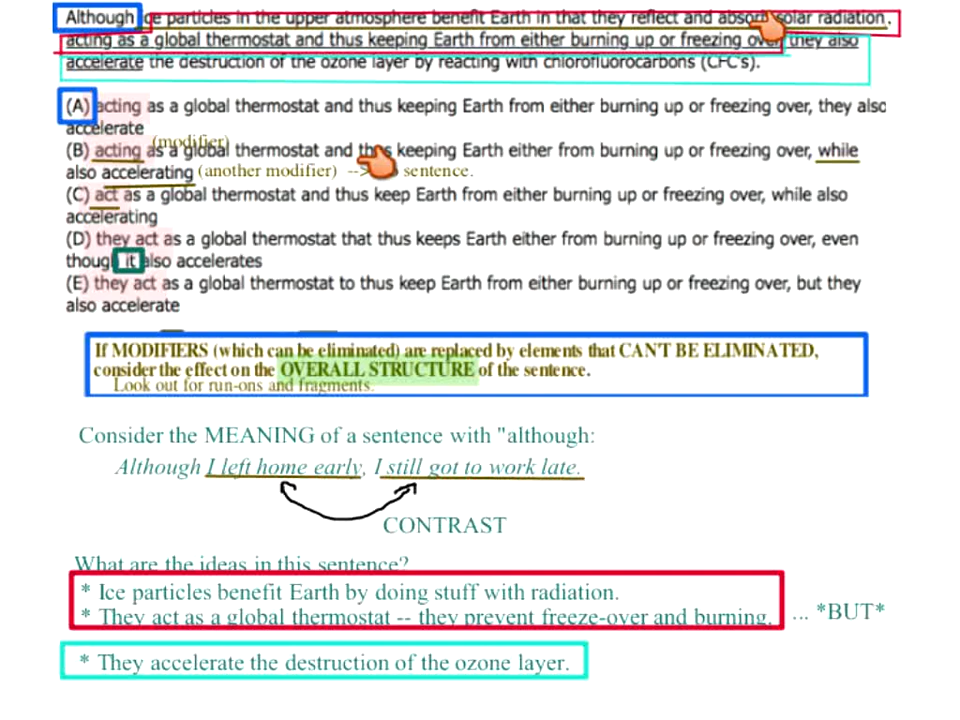 Although ice particles in the upper atmosphere benefit Earth in that they reflect and absorb solar radiation.
acting as a global thermostat and thus keeping Earth from either burning up or freezing over, they also
accelerate the destruction of the ozone layer by reacting with chlorofluorocarbons (CFC's).
(A) acting as a global thermostat and thus keeping Earth from either burning up or freezing over, they also
accelerate
(modifier)
(B) acting as a global thermostat and thus keeping Earth either from burning up or freezing over, while
also accelerating (another modifier) --> sentence.
(C) act as a global thermostat and thus keep Earth from either burning up or freezing over, while also
accelerating
(D) they act as a global thermostat that thus keeps Earth either from burning up or freezing over, even
though it also accelerates
(E) they act as a global thermostat to thus keep Earth from either burning up or freezing over, but they
also accelerate
If MODIFIERS (which can be eliminated) are replaced by elements that CAN'T BE ELIMINATED,
consider the effect on the OVERALL STRUCTURE of the sentence.
Look out for run-ons and fragments.
Consider the MEANING of a sentence with "although:
Although I left home early, I still got to work late.
CONTRAST
What are the ideas in this sentence?
* Ice particles benefit Earth by doing stuff with radiation.
* They act as a global thermostat -- they prevent freeze-over and burning. ... *BUT*
* They accelerate the destruction of the ozone layer.